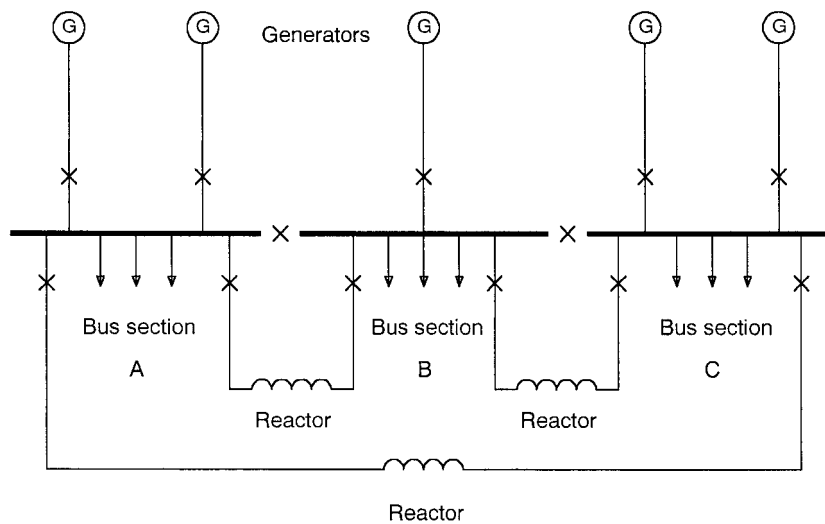 G G Generators G G G
Bus section Bus section Bus section
A B C
Reactor Reactor
Reactor